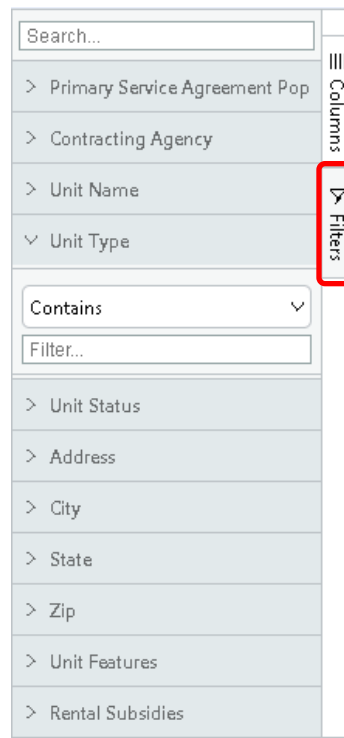 Search...
> Primary Service Agreement Pop
> Contracting Agency
> Unit Name
Unit Type
Contains
Filter...
> Unit Status
> Address
> City
> State
> Zip
> Unit Features
> Rental Subsidies
Columns
Filters